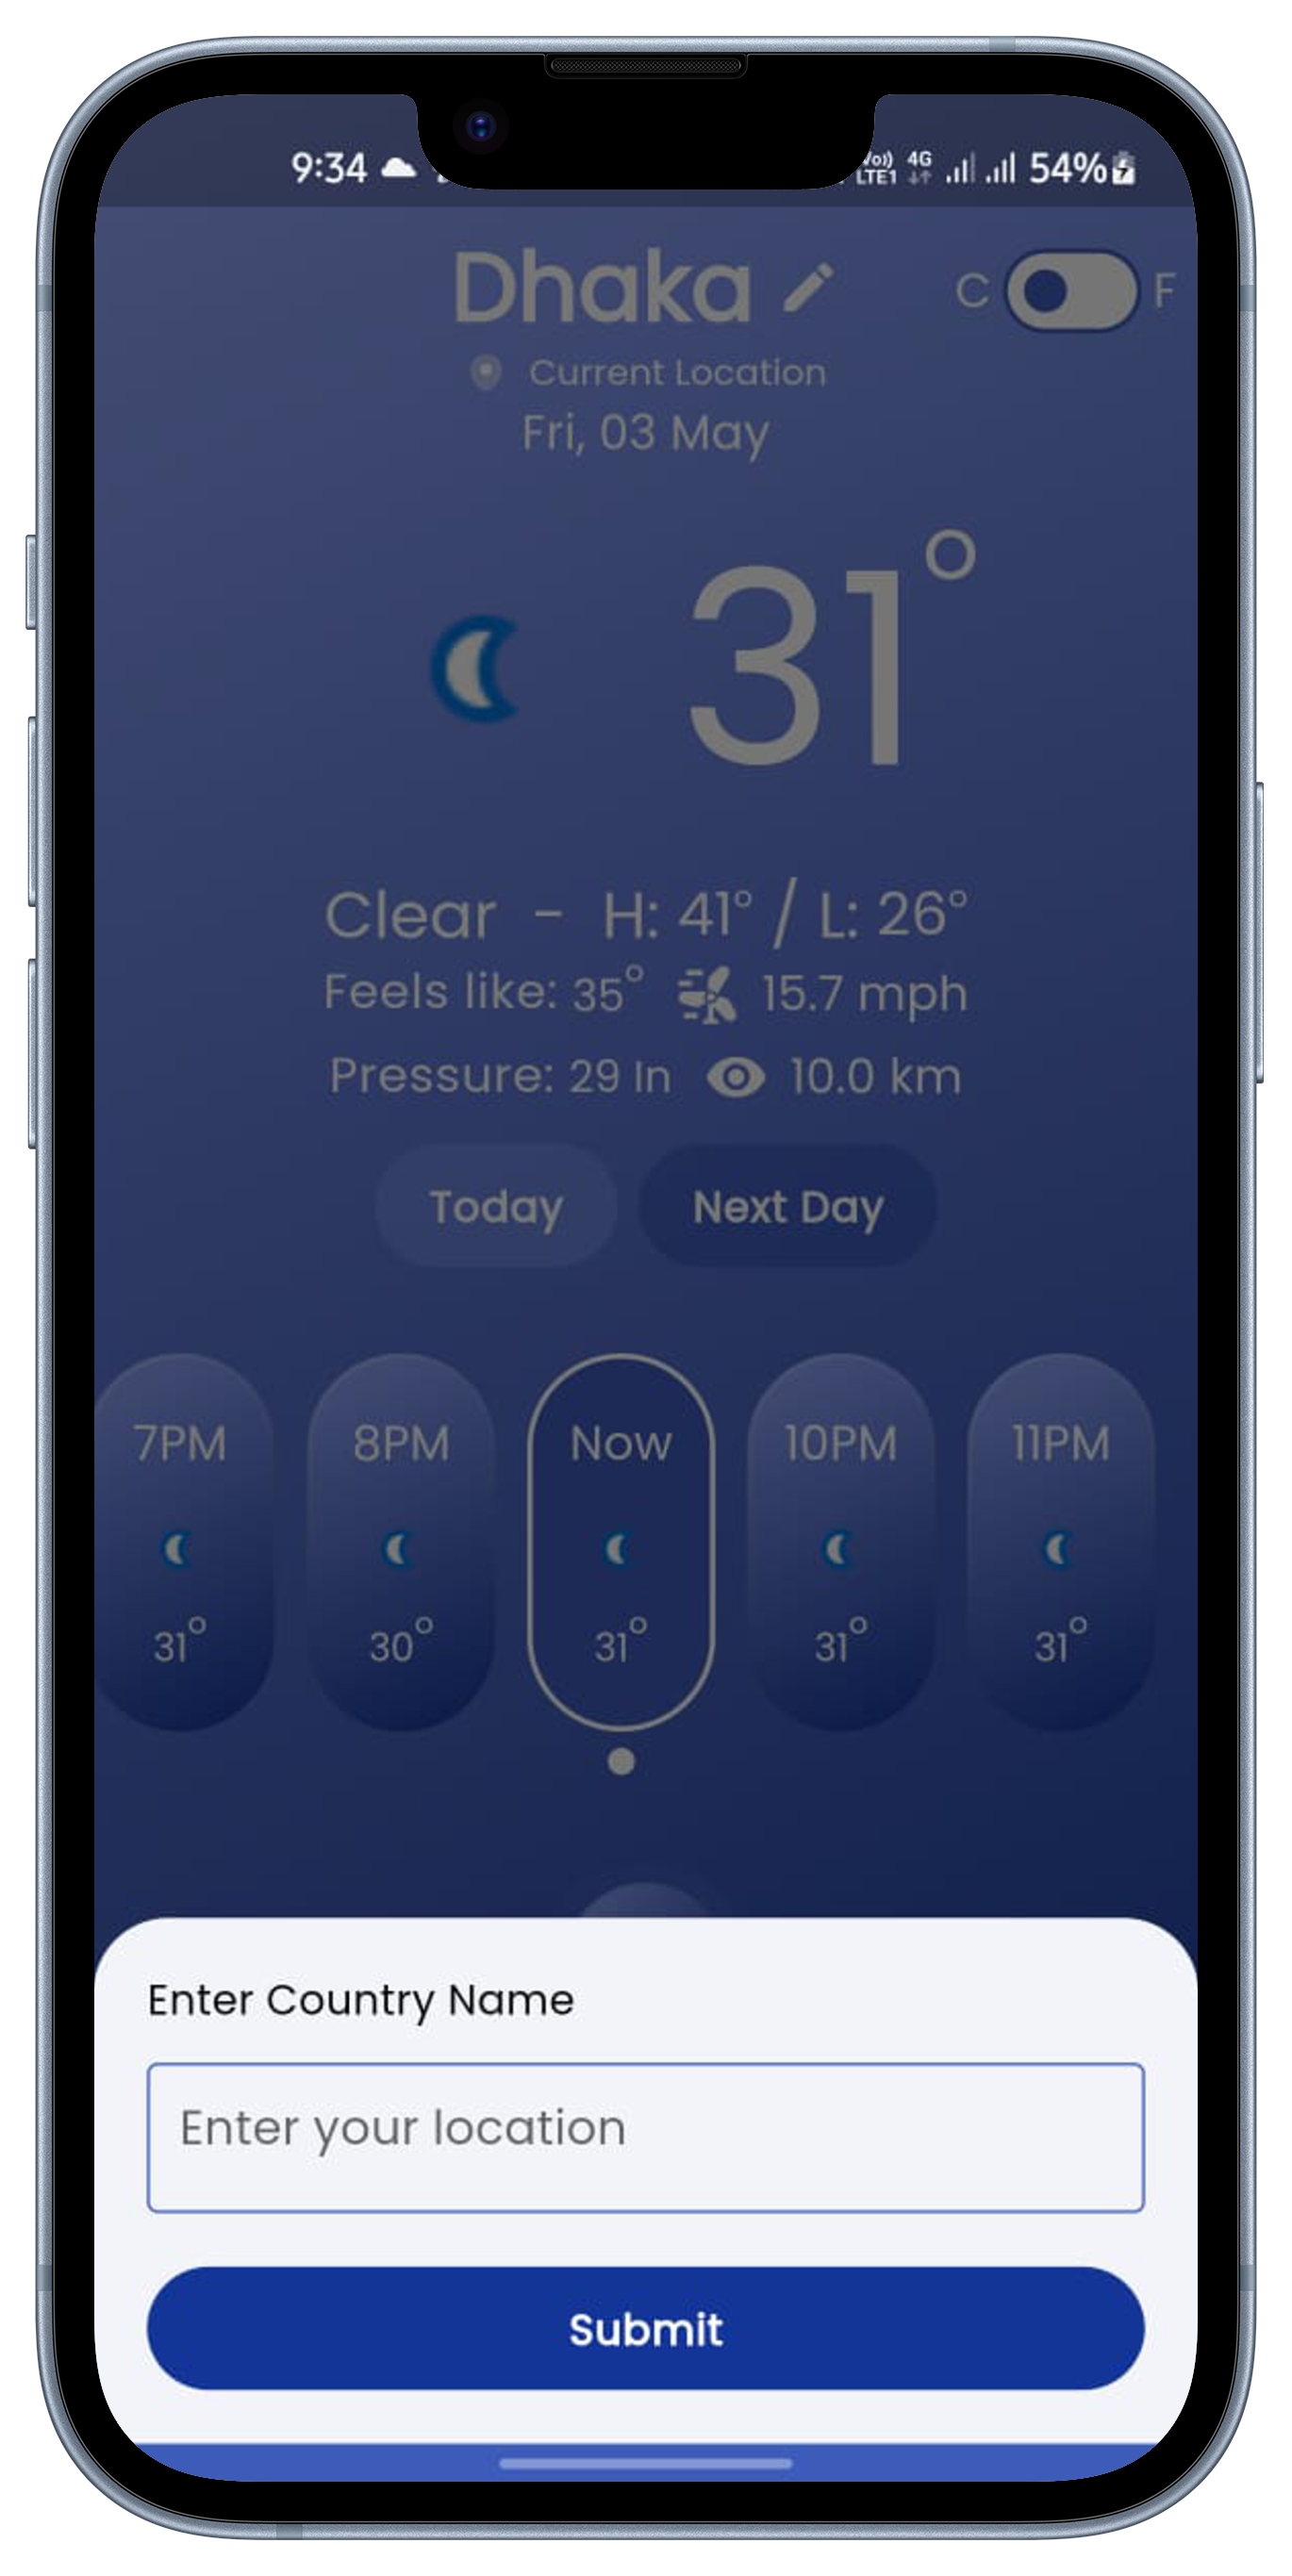 9:34 LTE1 4G 54%
Dhaka C F
Current Location
Fri, 03 May
31°
Clear - H: 41° / L: 26°
Feels like: 35° 15.7 mph
Pressure: 29 In 10.0 km
Today Next Day
7PM 8PM Now 10PM 11PM
31° 30° 31° 31° 31°
Enter Country Name
Enter your location
Submit